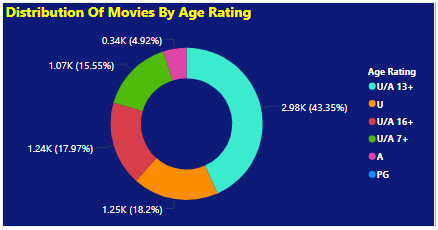 Distribution Of Movies By Age Rating
0.34K (4.92%)
1.07K (15.55%)
Age Rating
U/A 13+
2.98K (43.35%)
U
U/A 16+
U/A 7+
1.24K (17.97%)
A
PG
1.25K (18.2%)